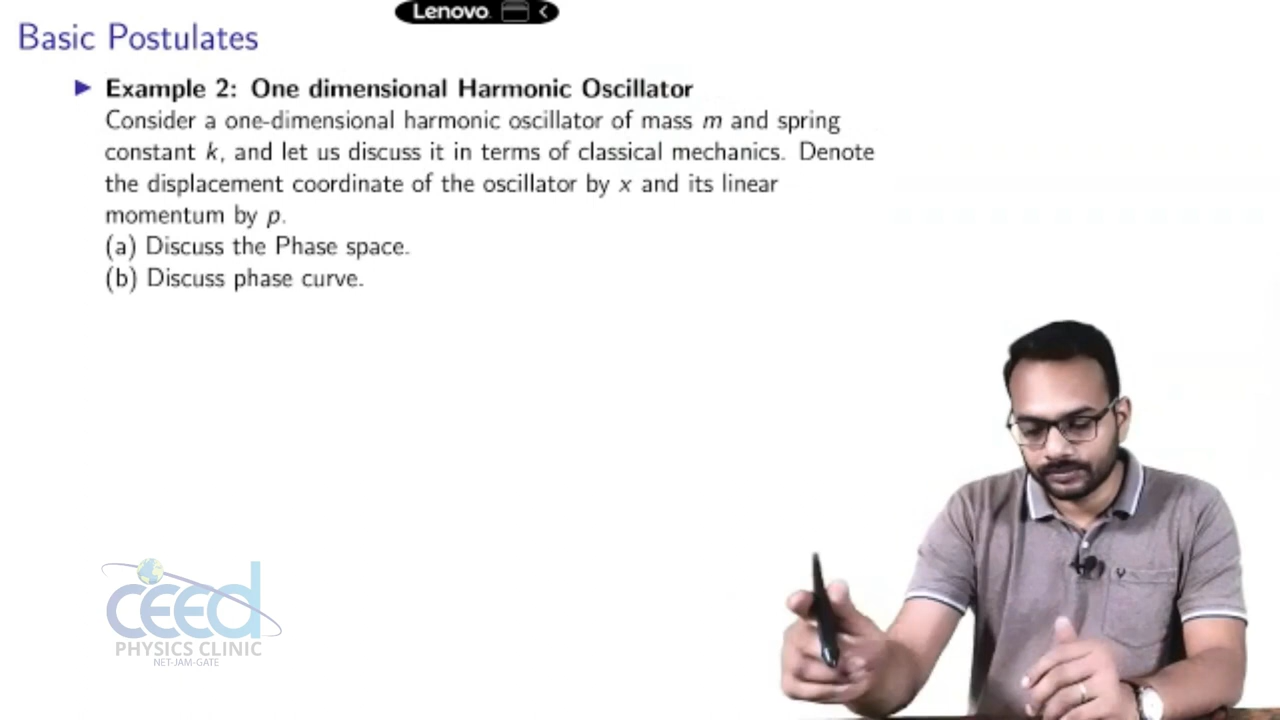 Lenovo
Basic Postulates
▶ Example 2: One dimensional Harmonic Oscillator
Consider a one-dimensional harmonic oscillator of mass m and spring
constant k, and let us discuss it in terms of classical mechanics. Denote
the displacement coordinate of the oscillator by x and its linear
momentum by p.
(a) Discuss the Phase space.
(b) Discuss phase curve.
ceed
PHYSICS CLINIC
NET-JAM-GATE